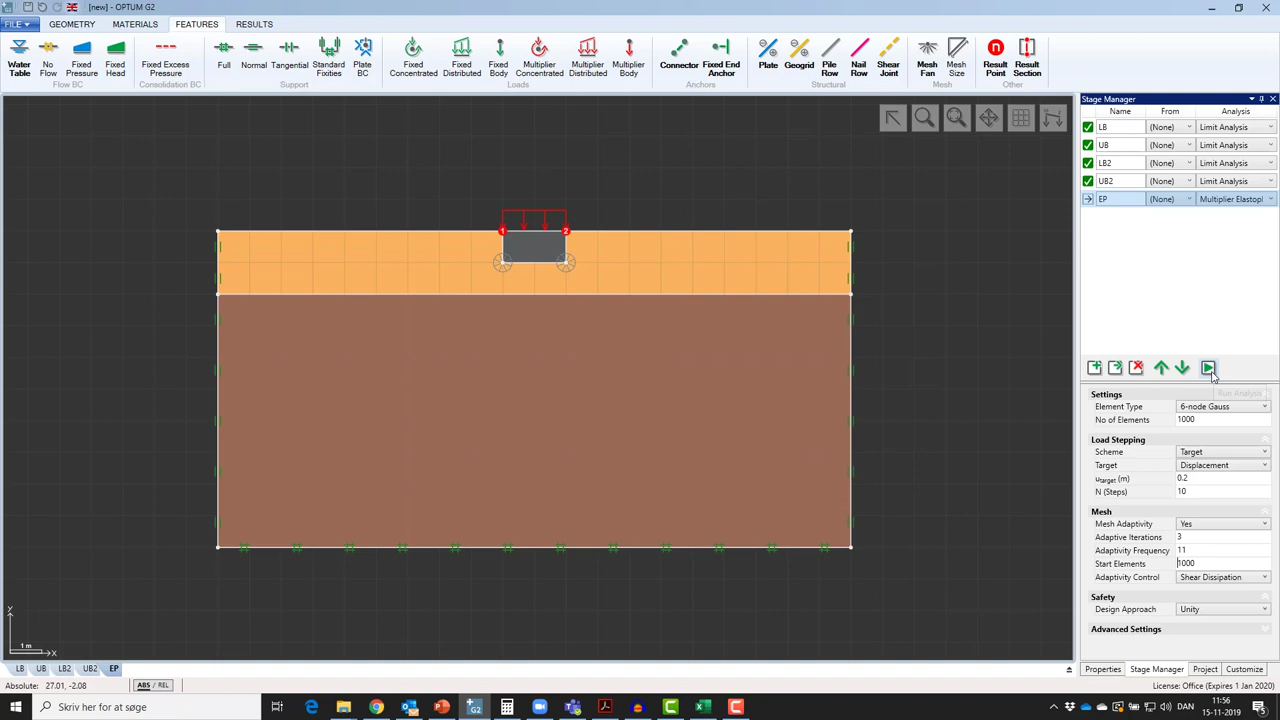 [new] - OPTUM G2
FILE GEOMETRY MATERIALS FEATURES RESULTS
Water Table No Flow Fixed Pressure Fixed Head Fixed Excess Pressure Full Normal Tangential Standard Fixities Plate BC Fixed Concentrated Fixed Distributed Fixed Body Multiplier Concentrated Multiplier Distributed Multiplier Body Connector Fixed End Anchor Plate Geogrid Pile Row Nail Row Shear Joint Mesh Fan Mesh Size Result Point Result Section
Flow BC Consolidation BC Support Loads Anchors Structural Mesh Other
Stage Manager
Name From Analysis
LB (None) Limit Analysis
UB (None) Limit Analysis
LB2 (None) Limit Analysis
UB2 (None) Limit Analysis
EP (None) Multiplier Elastopl
1 2
Run Analysis
Settings
Element Type 6-node Gauss
No of Elements 1000
Load Stepping
Scheme Target
Target Displacement
utarget (m) 0.2
N (Steps) 10
Mesh
Mesh Adaptivity Yes
Adaptive Iterations 3
Adaptivity Frequency 11
Start Elements 1000
Adaptivity Control Shear Dissipation
Safety
Design Approach Unity
Advanced Settings
Y
1 m X
LB UB LB2 UB2 EP
Properties Stage Manager Project Customize
Absolute: 27.01, -2.08 ABS / REL License: Office (Expires 1 Jan 2020)
Skriv her for at søge
DAN 11:56
15-11-2019